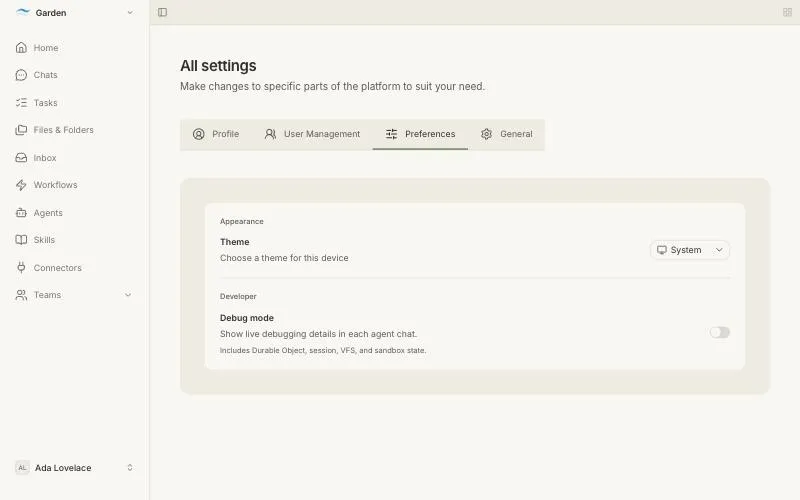 Garden
Home
Chats
Tasks
Files & Folders
Inbox
Workflows
Agents
Skills
Connectors
Teams
AL Ada Lovelace
All settings
Make changes to specific parts of the platform to suit your need.
Profile User Management Preferences General
Appearance
Theme
Choose a theme for this device
System
Developer
Debug mode
Show live debugging details in each agent chat.
Includes Durable Object, session, VFS, and sandbox state.